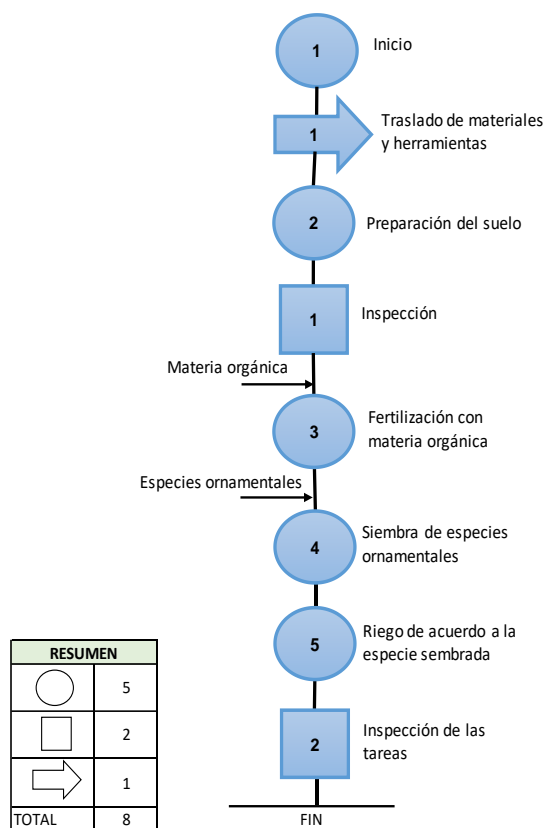 1
Inicio
1
Traslado de materiales
y herramientas
2
Preparación del suelo
1
Inspección
Materia orgánica
3
Fertilización con
materia orgánica
Especies ornamentales
4
Siembra de especies
ornamentales
5
Riego de acuerdo a la
especie sembrada
2
Inspección de las
tareas
FIN
RESUMEN
5
2
1
TOTAL 8